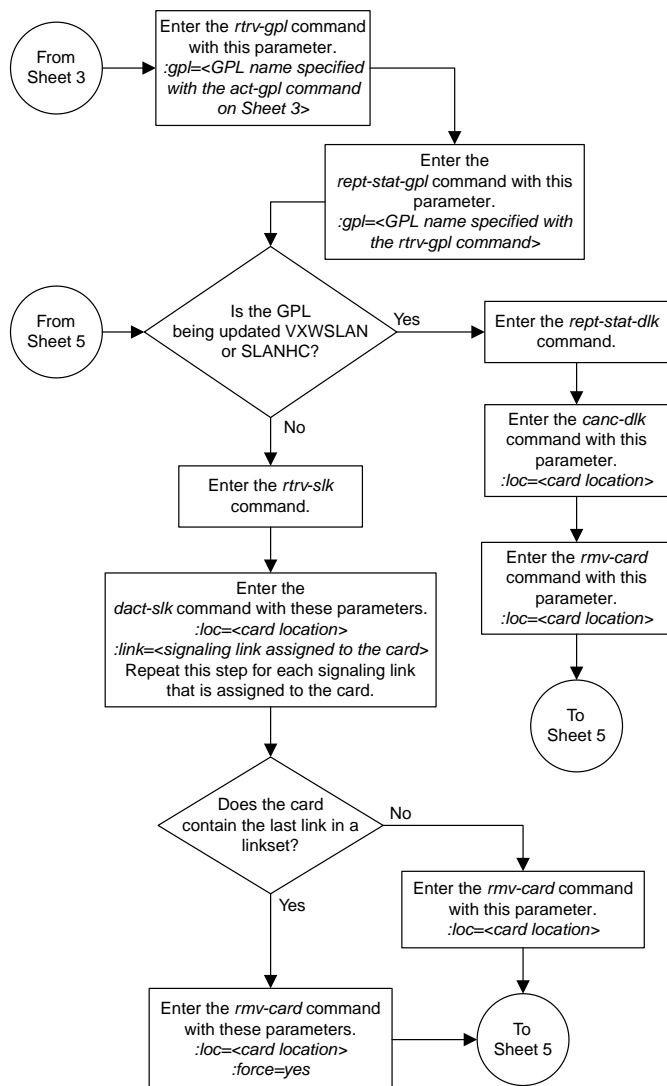 From
Sheet 3
Enter the rtrv-gpl command
with this parameter.
:gpl=<GPL name specified
with the act-gpl command
on Sheet 3>
Enter the
rept-stat-gpl command with this
parameter.
:gpl=<GPL name specified with
the rtrv-gpl command>
From
Sheet 5
Is the GPL
being updated VXWSLAN
or SLANHC?
Yes
Enter the rept-stat-dlk
command.
Enter the canc-dlk
command with this
parameter.
:loc=<card location>
Enter the rmv-card
command with this
parameter.
:loc=<card location>
To
Sheet 5
No
Enter the rtrv-slk
command.
Enter the
dact-slk command with these parameters.
:loc=<card location>
:link=<signaling link assigned to the card>
Repeat this step for each signaling link
that is assigned to the card.
Does the card
contain the last link in a
linkset?
No
Enter the rmv-card command
with this parameter.
:loc=<card location>
Yes
Enter the rmv-card command
with these parameters.
:loc=<card location>
:force=yes
To
Sheet 5